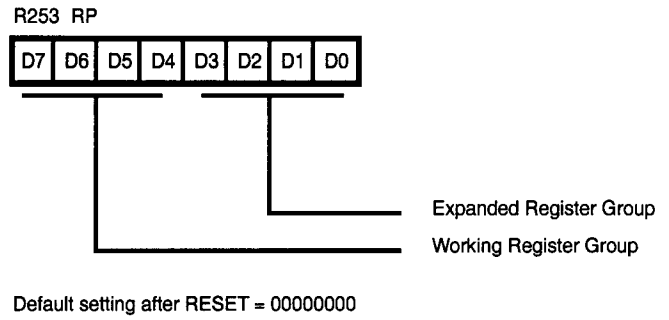 R253 RP
D7 D6 D5 D4 D3 D2 D1 D0
Expanded Register Group
Working Register Group
Default setting after RESET = 00000000